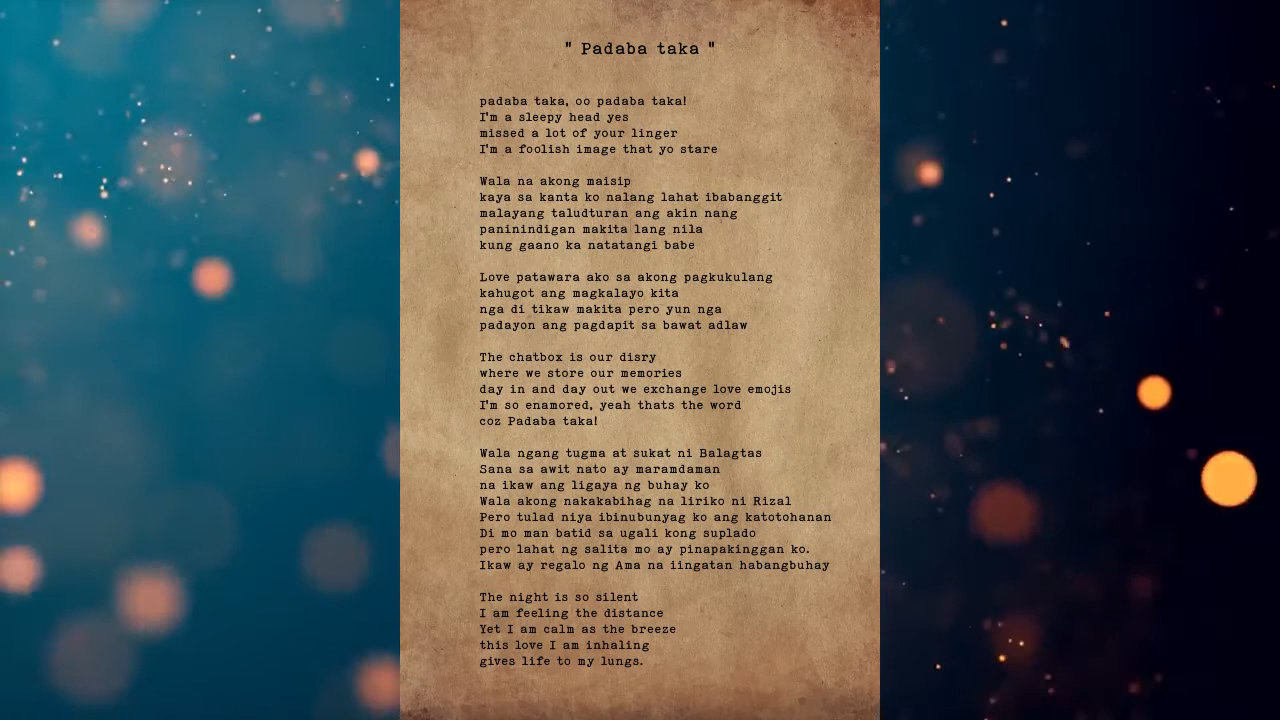 " Padaba taka "
padaba taka, oo padaba taka!
I'm a sleepy head yes
missed a lot of your linger
I'm a foolish image that yo stare
Wala na akong maisip
kaya sa kanta ko nalang lahat ibabanggit
malayang taludturan ang akin nang
paninindigan makita lang nila
kung gaano ka natatangi babe
Love patawara ako sa akong pagkukulang
kahugot ang magkalayo kita
nga di tikaw makita pero yun nga
padayon ang pagdapit sa bawat adlaw
The chatbox is our disry
where we store our memories
day in and day out we exchange love emojis
I'm so enamored, yeah thats the word
coz Padaba taka!
Wala ngang tugma at sukat ni Balagtas
Sana sa awit nato ay maramdaman
na ikaw ang ligaya ng buhay ko
Wala akong nakakabihag na liriko ni Rizal
Pero tulad niya ibinubunyag ko ang katotohanan
Di mo man batid sa ugali kong suplado
pero lahat ng salita mo ay pinapakinggan ko.
Ikaw ay regalo ng Ama na iingatan habangbuhay
The night is so silent
I am feeling the distance
Yet I am calm as the breeze
this love I am inhaling
gives life to my lungs.